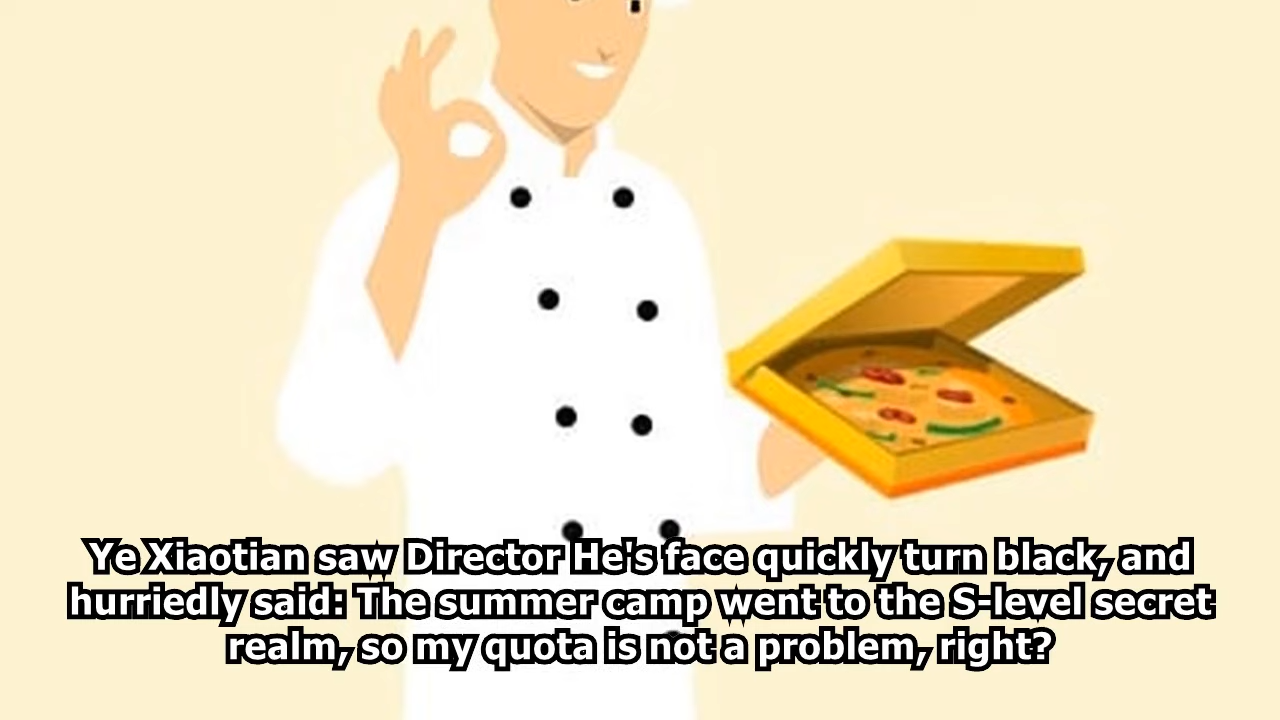 Ye Xiaotian saw Director He's face quickly turn black, and
hurriedly said: The summer camp went to the S-level secret
realm, so my quota is not a problem, right?